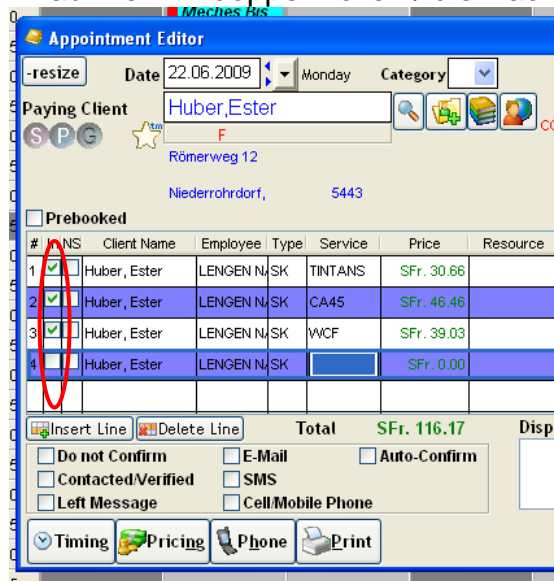 Meches Bis
Appointment Editor
-resize Date 22.06.2009 Monday Category
Paying Client Huber,Ester
S P G tm F
Römerweg 12
Niederrohrdorf, 5443
Prebooked
# In NS Client Name Employee Type Service Price Resource
1 Huber, Ester LENGEN N SK TINTANS SFr. 30.66
2 Huber, Ester LENGEN N SK CA45 SFr. 46.46
3 Huber, Ester LENGEN N SK WCF SFr. 39.03
4 Huber, Ester LENGEN N SK SFr. 0.00
Insert Line Delete Line Total SFr. 116.17 Disp
Do not Confirm E-Mail Auto-Confirm
Contacted/Verified SMS
Left Message Cell/Mobile Phone
Timing Pricing Phone Print